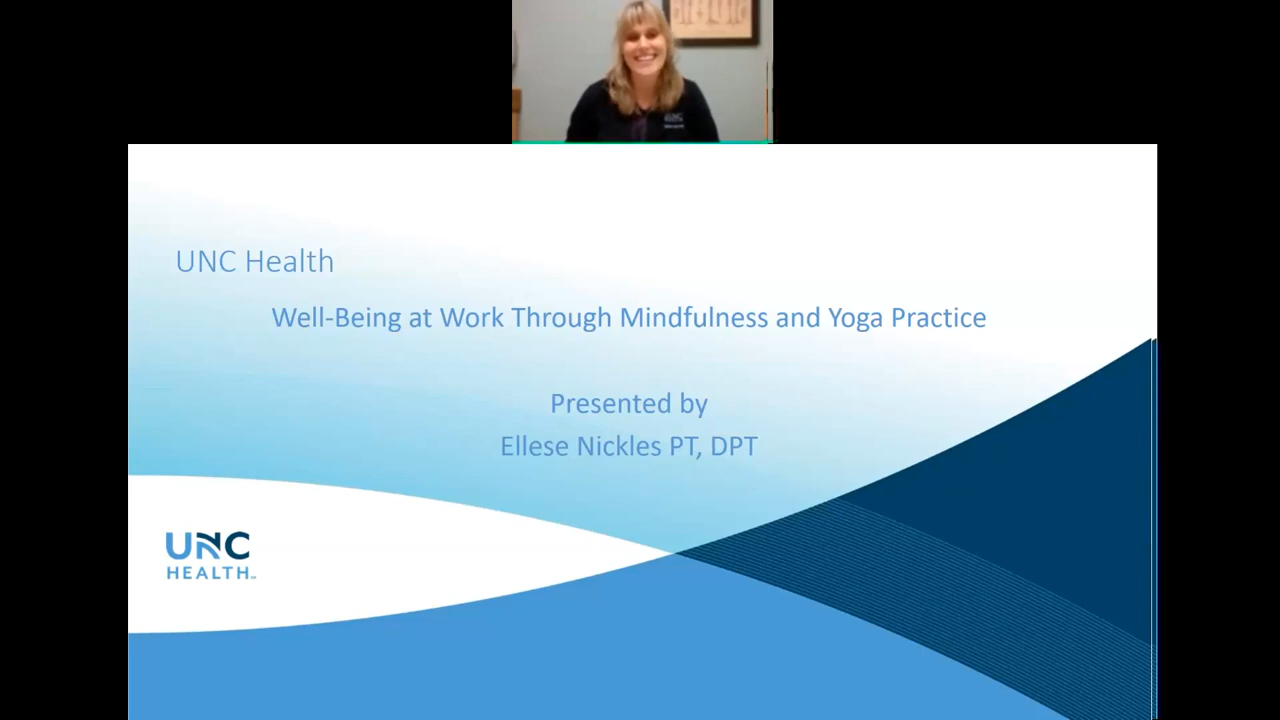 UNC Health
Well-Being at Work Through Mindfulness and Yoga Practice
Presented by
Ellese Nickles PT, DPT
UNC
HEALTH